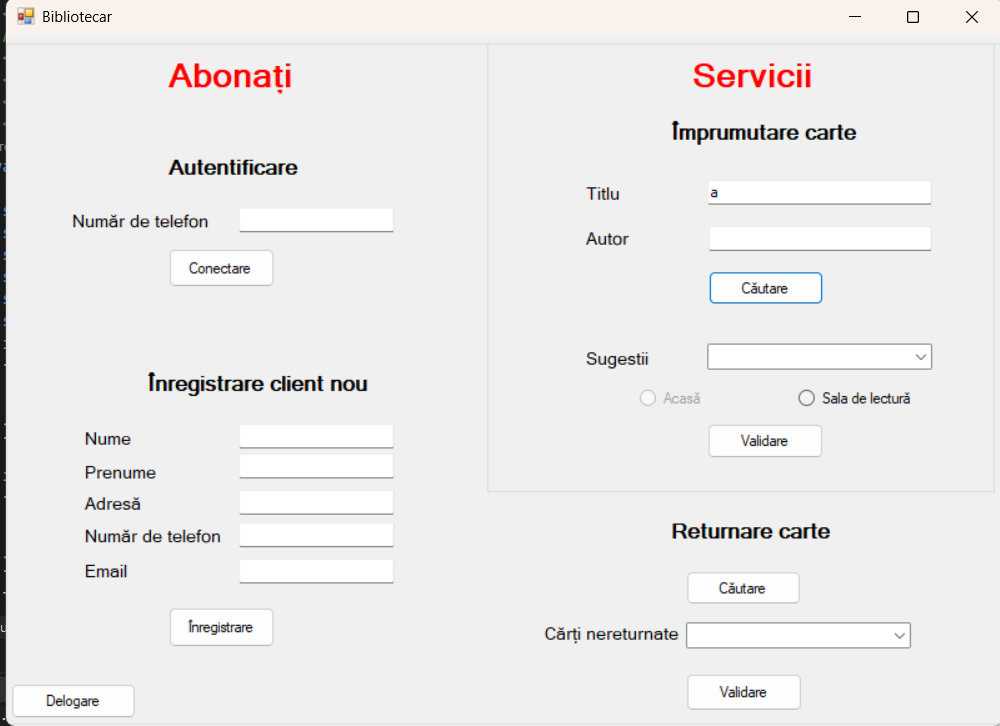 Bibliotecar
Abonați
Autentificare
Număr de telefon
Conectare
Înregistrare client nou
Nume
Prenume
Adresă
Număr de telefon
Email
Înregistrare
Delogare
Servicii
Împrumutare carte
Titlu a
Autor
Căutare
Sugestii
Acasă Sala de lectură
Validare
Returnare carte
Căutare
Cărți nereturnate
Validare